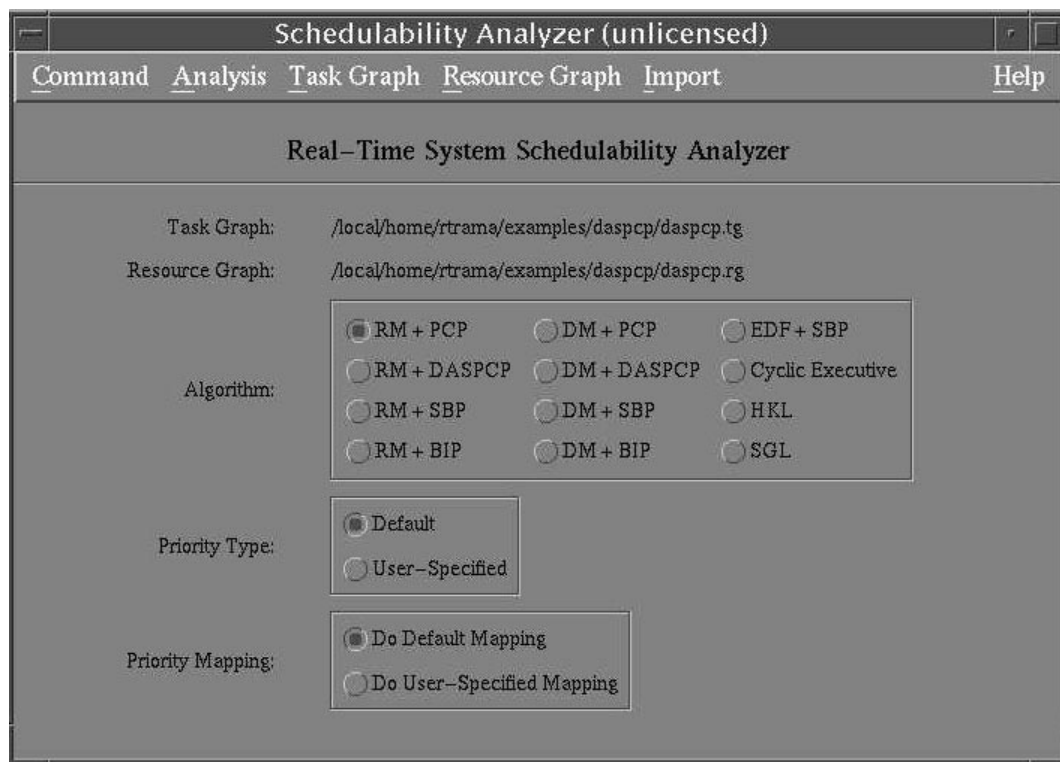 Schedulability Analyzer (unlicensed)
Command Analysis Task Graph Resource Graph Import Help
Real-Time System Schedulability Analyzer
Task Graph: /local/home/rtrama/examples/daspcp/daspcp.tg
Resource Graph: /local/home/rtrama/examples/daspcp/daspcp.rg
Algorithm:
RM + PCP DM + PCP EDF + SBP
RM + DASPCP DM + DASPCP Cyclic Executive
RM + SBP DM + SBP HKL
RM + BIP DM + BIP SGL
Priority Type:
Default
User-Specified
Priority Mapping:
Do Default Mapping
Do User-Specified Mapping